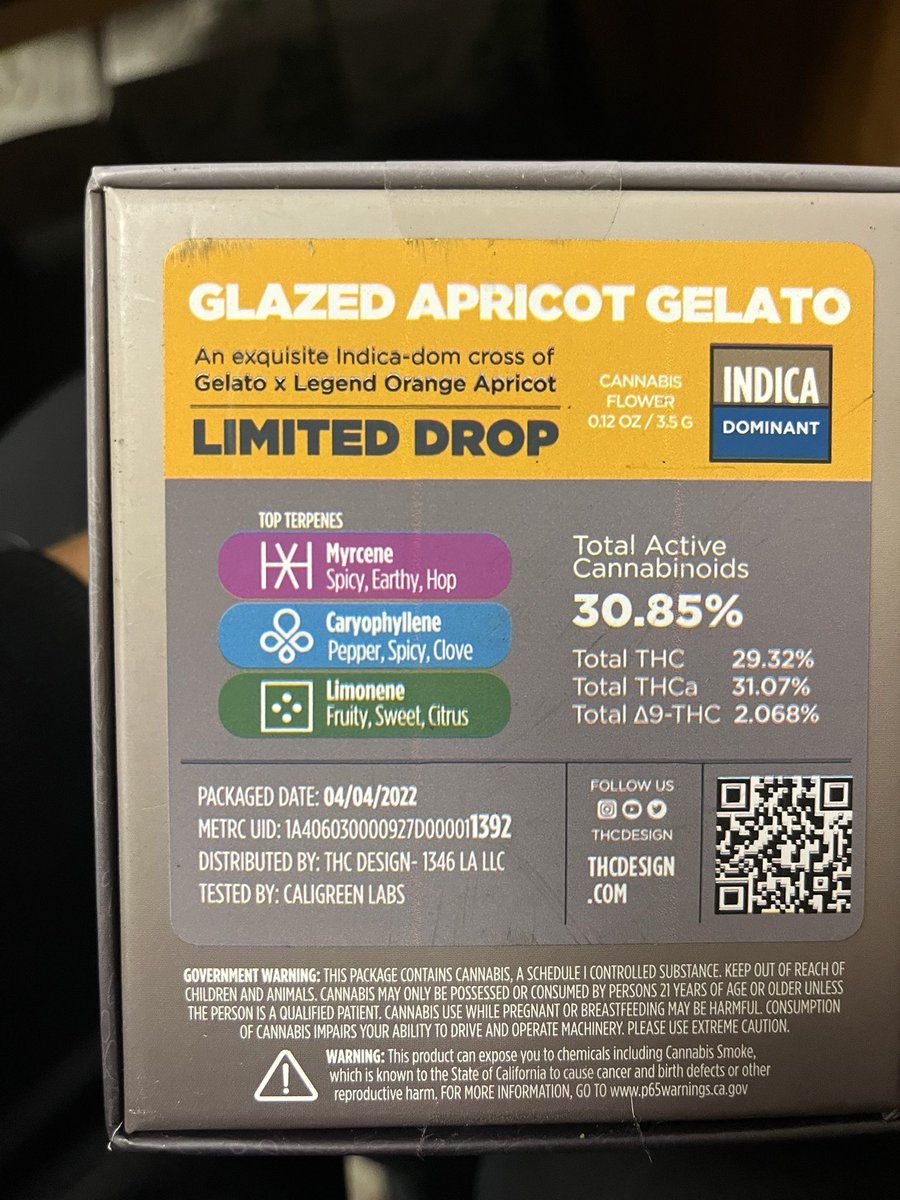 GLAZED APRICOT GELATO
An exquisite Indica-dom cross of
Gelato x Legend Orange Apricot
LIMITED DROP
CANNABIS
FLOWER
0.12 OZ / 3.5 G
INDICA
DOMINANT
TOP TERPENES
Myrcene
Spicy, Earthy, Hop
Caryophyllene
Pepper, Spicy, Clove
Limonene
Fruity, Sweet, Citrus
Total Active
Cannabinoids
30.85%
Total THC 29.32%
Total THCa 31.07%
Total Δ9-THC 2.068%
PACKAGED DATE: 04/04/2022
METRC UID: 1A406030000927D000011392
DISTRIBUTED BY: THC DESIGN- 1346 LA LLC
TESTED BY: CALIGREEN LABS
FOLLOW US
THCDESIGN
THCDESIGN
.COM
GOVERNMENT WARNING: THIS PACKAGE CONTAINS CANNABIS, A SCHEDULE I CONTROLLED SUBSTANCE. KEEP OUT OF REACH OF
CHILDREN AND ANIMALS. CANNABIS MAY ONLY BE POSSESSED OR CONSUMED BY PERSONS 21 YEARS OF AGE OR OLDER UNLESS
THE PERSON IS A QUALIFIED PATIENT. CANNABIS USE WHILE PREGNANT OR BREASTFEEDING MAY BE HARMFUL. CONSUMPTION
OF CANNABIS IMPAIRS YOUR ABILITY TO DRIVE AND OPERATE MACHINERY. PLEASE USE EXTREME CAUTION.
WARNING: This product can expose you to chemicals including Cannabis Smoke,
which is known to the State of California to cause cancer and birth defects or other
reproductive harm. FOR MORE INFORMATION, GO TO www.p65warnings.ca.gov